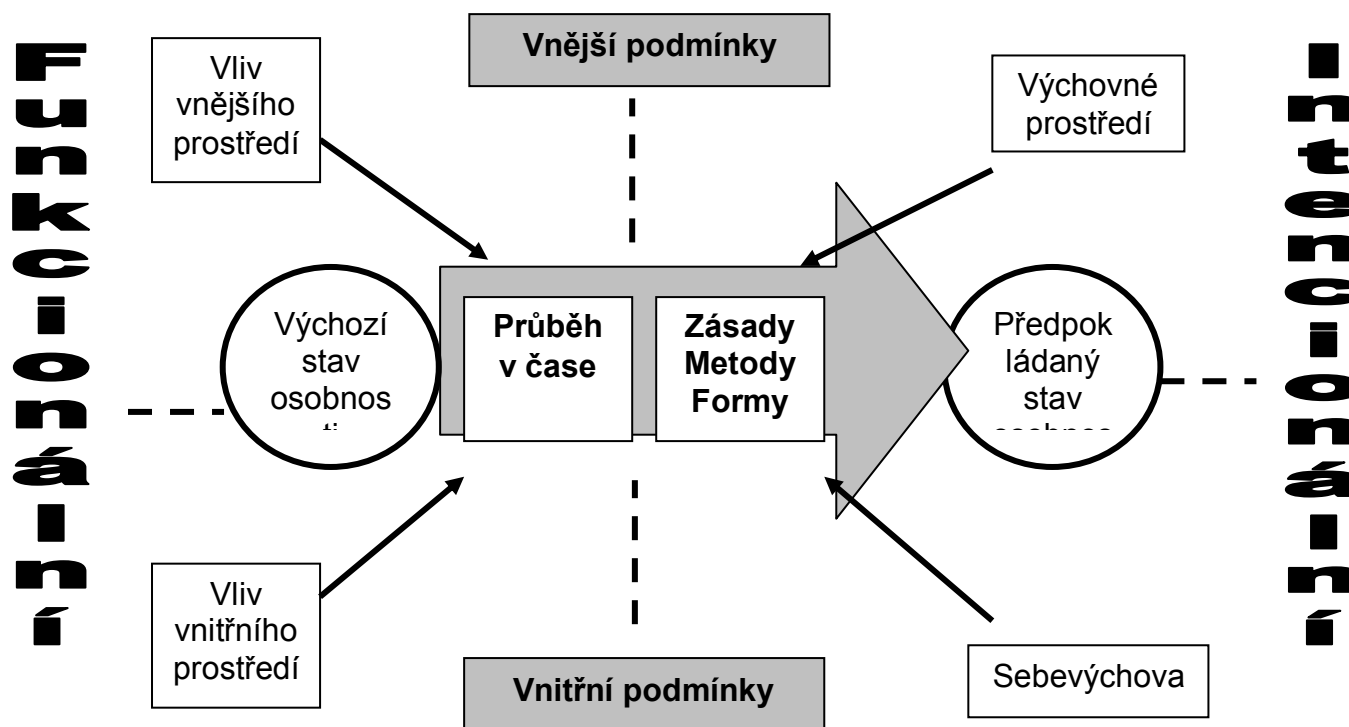 Funkcionální
Vliv
vnějšího
prostředí
Vnější podmínky
Výchovné
prostředí
Intencionální
Výchozí
stav
osobnos
Průběh
v čase
Zásady
Metody
Formy
Předpok
ládaný
stav
Vliv
vnitřního
prostředí
Vnitřní podmínky
Sebevýchova